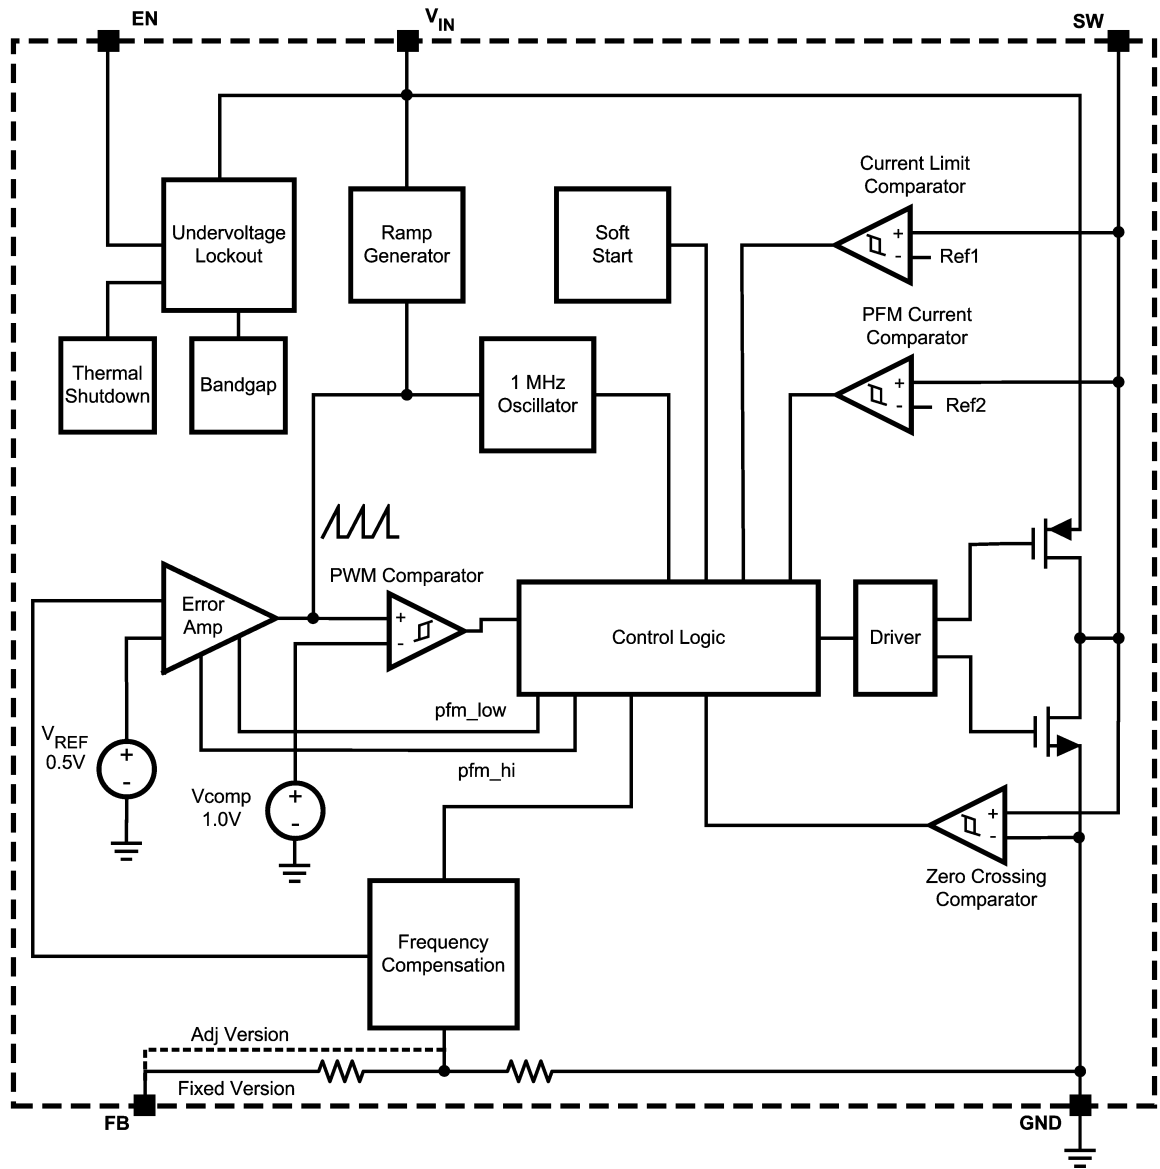 EN
VIN
SW
Current Limit
Comparator
Undervoltage
Lockout
Ramp
Generator
Soft
Start
+
-
Ref1
PFM Current
Comparator
Thermal
Shutdown
Bandgap
1 MHz
Oscillator
+
-
Ref2
PWM Comparator
Error
Amp
+
-
Control Logic
Driver
pfm_low
VREF
0.5V
+
-
pfm_hi
Vcomp
1.0V
+
-
+
-
Zero Crossing
Comparator
Frequency
Compensation
Adj Version
Fixed Version
FB
GND